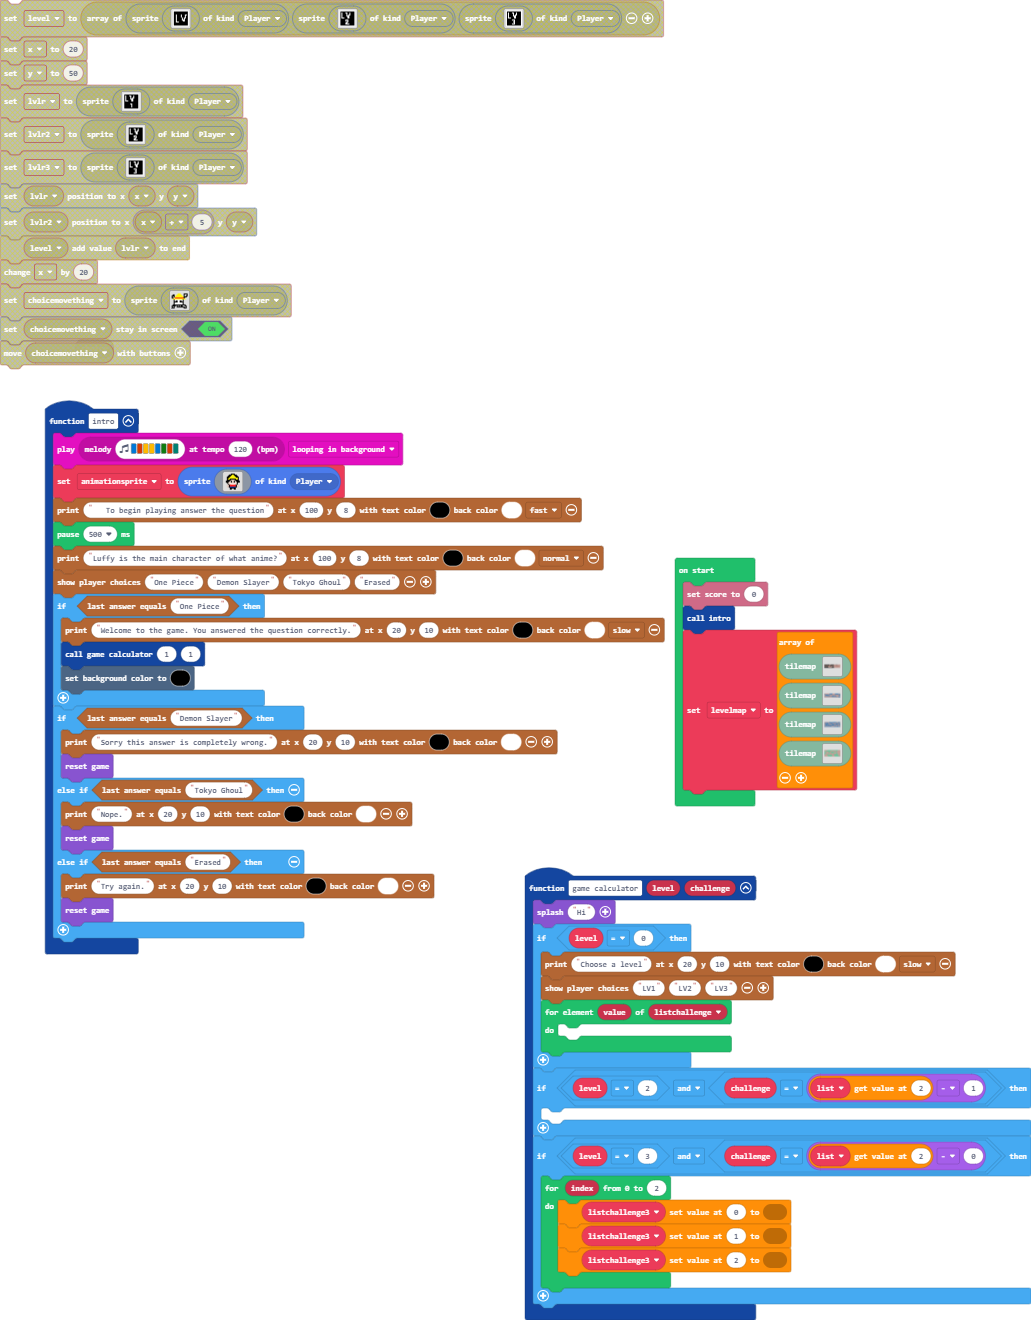 set level to array of sprite LV of kind Player sprite LV 2 of kind Player sprite LV 3 of kind Player
set x to 20
set y to 50
set lvlr to sprite LV 1 of kind Player
set lvlr2 to sprite LV 2 of kind Player
set lvlr3 to sprite LV 3 of kind Player
set lvlr position to x x y y
set lvlr2 position to x x + 5 y y
level add value lvlr to end
change x by 20
set choicemovething to sprite of kind Player
set choicemovething stay in screen ON
move choicemovething with buttons
function intro
play melody at tempo 120 (bpm) looping in background
set animationsprite to sprite of kind Player
print " To begin playing answer the question" at x 100 y 8 with text color back color fast
pause 500 ms
print "Luffy is the main character of what anime?" at x 100 y 8 with text color back color normal
show player choices "One Piece" "Demon Slayer" "Tokyo Ghoul" "Erased"
if last answer equals "One Piece" then
print "Welcome to the game. You answered the question correctly." at x 20 y 10 with text color back color slow
call game calculator 1 1
set background color to
if last answer equals "Demon Slayer" then
print "Sorry this answer is completely wrong." at x 20 y 10 with text color back color
reset game
else if last answer equals "Tokyo Ghoul" then
print "Nope." at x 20 y 10 with text color back color
reset game
else if last answer equals "Erased" then
print "Try again." at x 20 y 10 with text color back color
reset game
on start
set score to 0
call intro
array of
tilemap
tilemap
set levelmap to
tilemap
tilemap
function game calculator level challenge
splash "Hi"
if level = 0 then
print "Choose a level" at x 20 y 10 with text color back color slow
show player choices "LV1" "LV2" "LV3"
for element value of listchallenge
do
if level = 2 and challenge = list get value at 2 - 1 then
if level = 3 and challenge = list get value at 2 - 0 then
for index from 0 to 2
do
listchallenge3 set value at 0 to
listchallenge3 set value at 1 to
listchallenge3 set value at 2 to